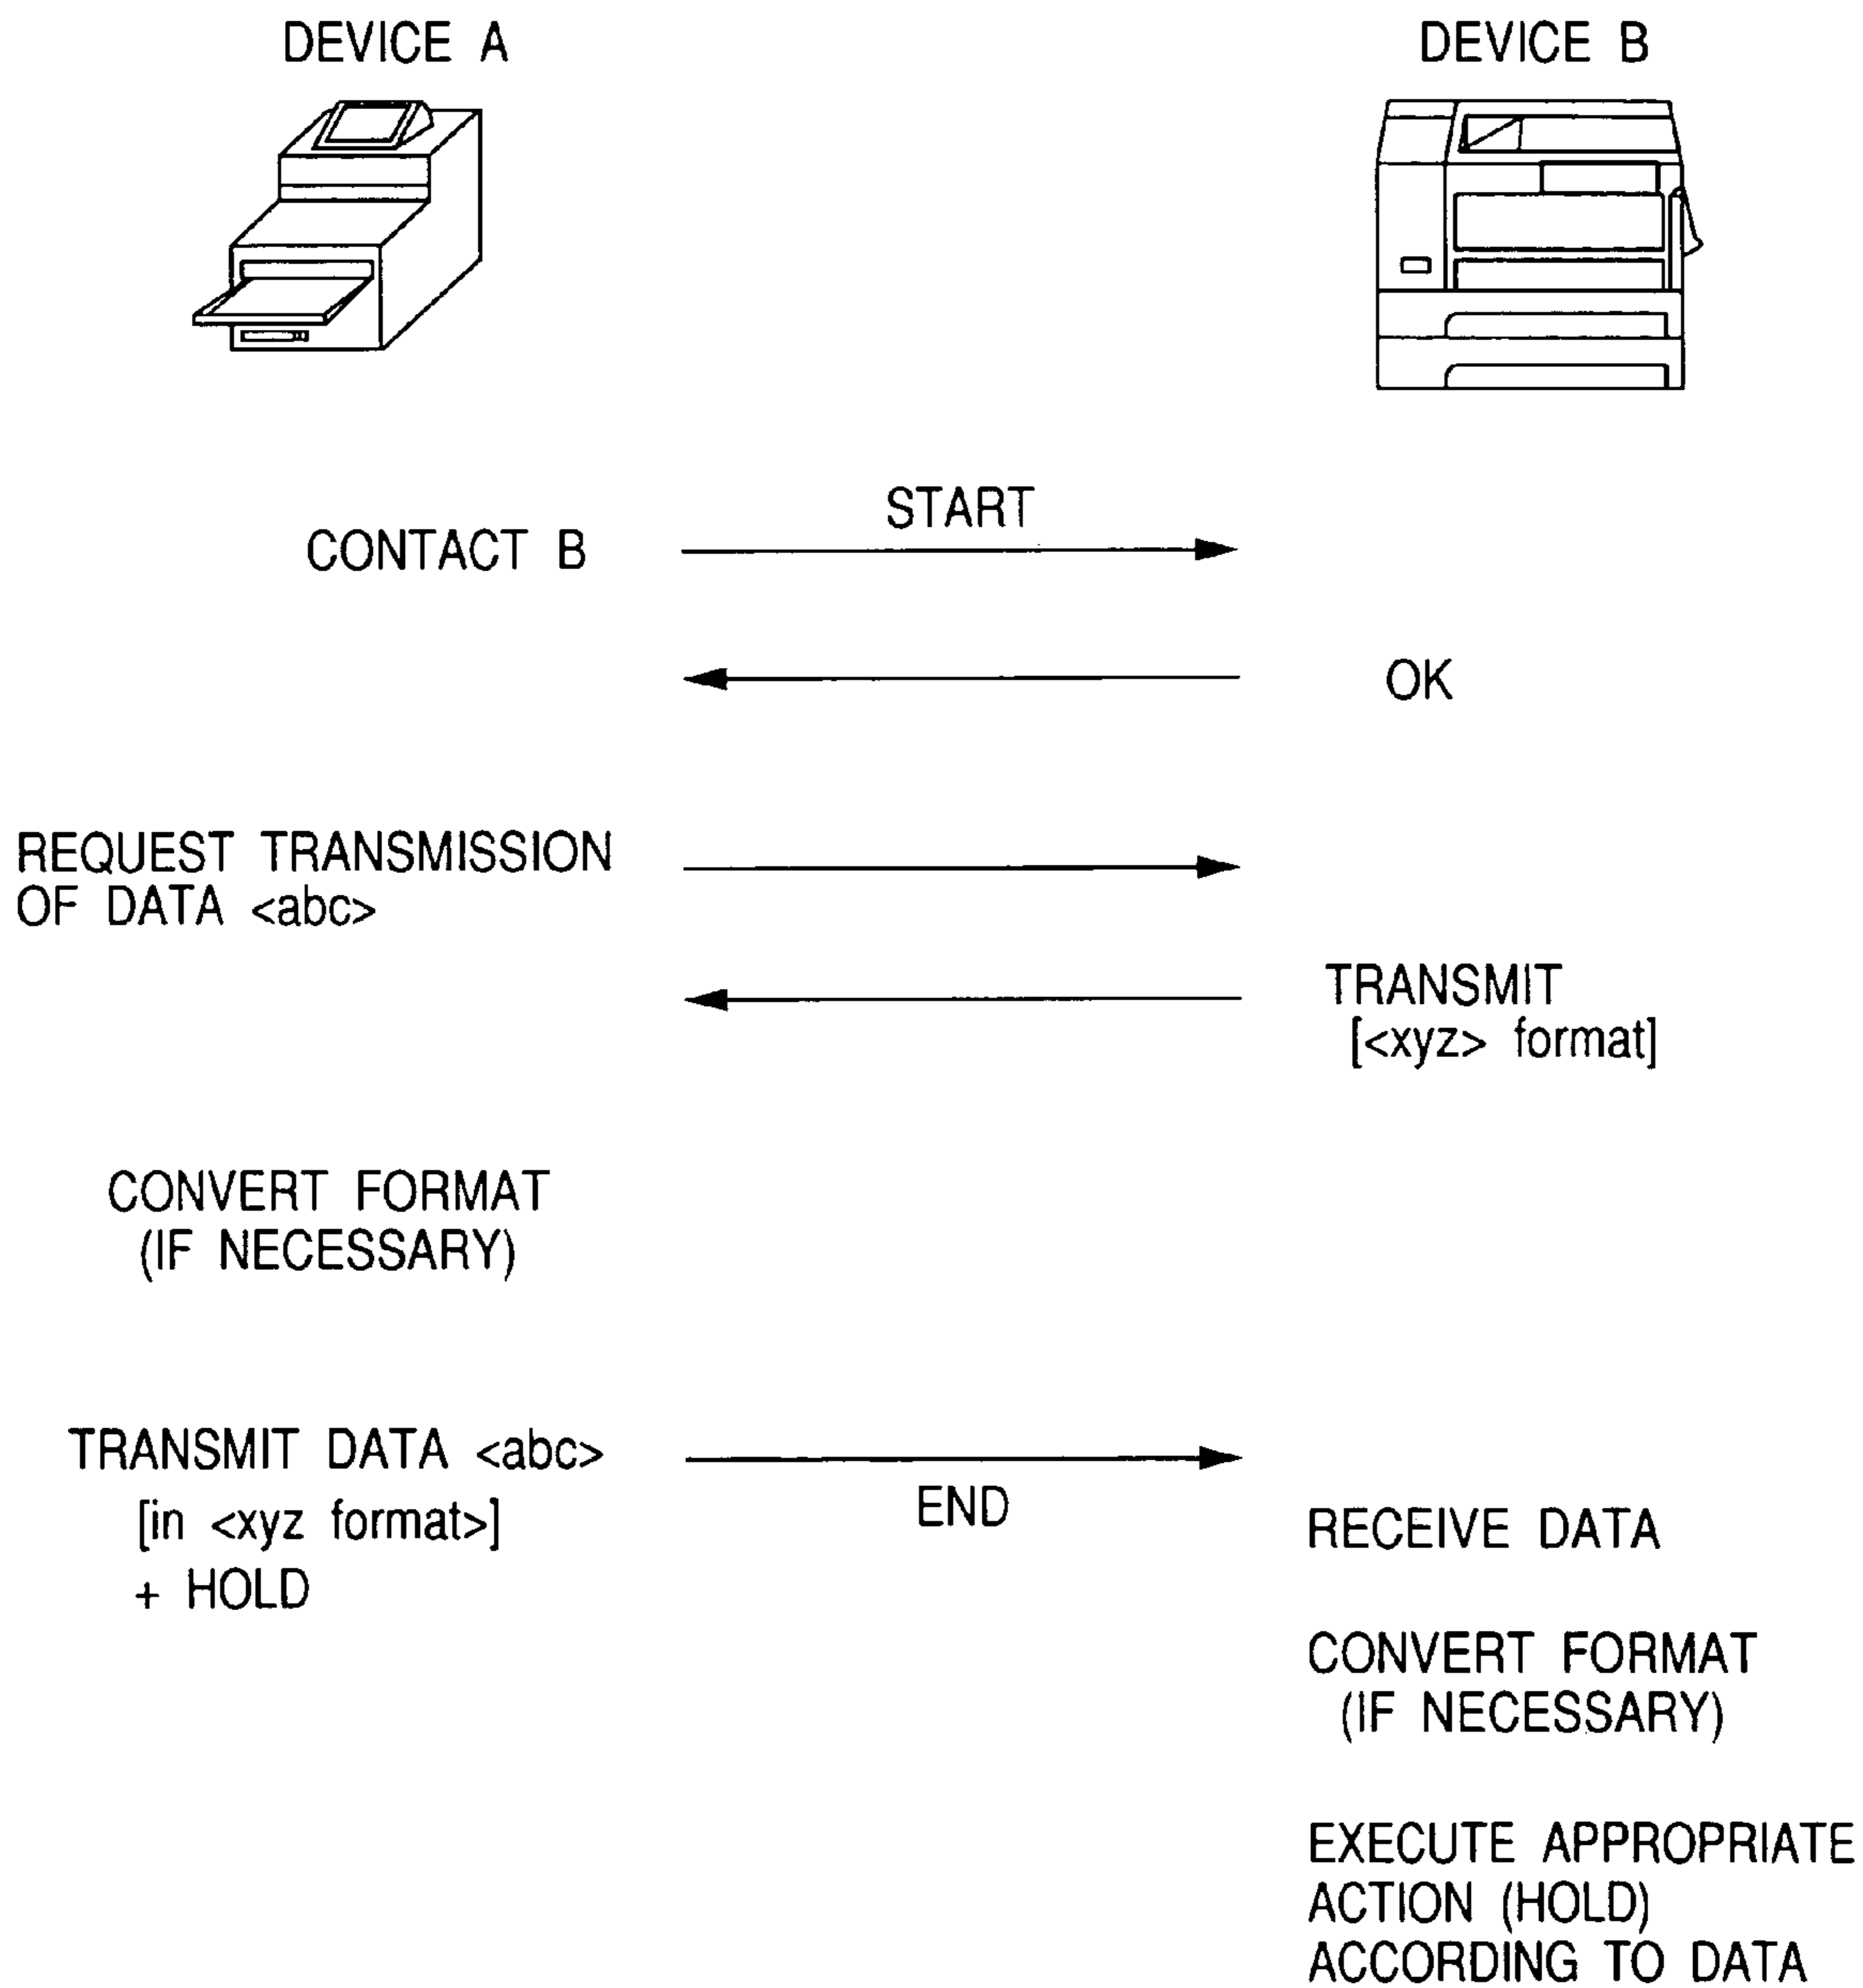 DEVICE A
DEVICE B
START
CONTACT B
OK
REQUEST TRANSMISSION
OF DATA <abc>
TRANSMIT
[<xyz> format]
CONVERT FORMAT
(IF NECESSARY)
TRANSMIT DATA <abc>
[in <xyz format>]
+ HOLD
END
RECEIVE DATA
CONVERT FORMAT
(IF NECESSARY)
EXECUTE APPROPRIATE
ACTION (HOLD)
ACCORDING TO DATA